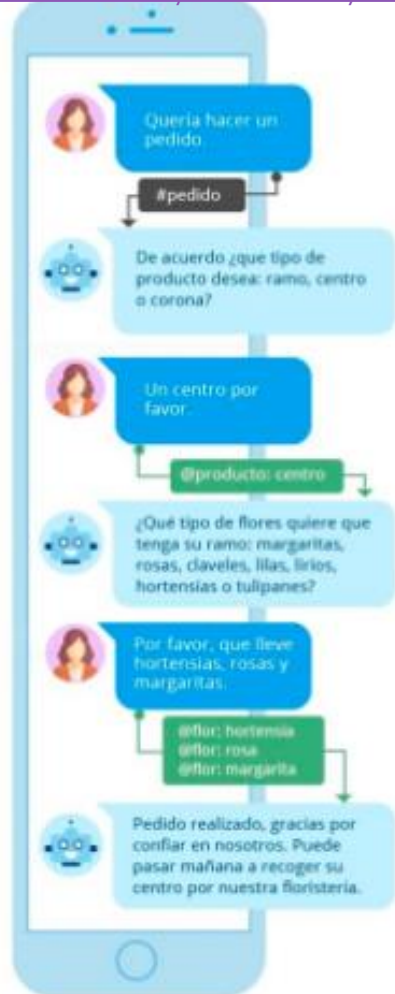 Quería hacer un
pedido.
#pedido
De acuerdo ¿que tipo de
producto desea: ramo, centro
o corona?
Un centro por
favor.
@producto: centro
¿Qué tipo de flores quiere que
tenga su ramo: margaritas,
rosas, claveles, lilas, lirios,
hortensias o tulipanes?
Por favor, que lleve
hortensias, rosas y
margaritas.
@flor: hortensia
@flor: rosa
@flor: margarita
Pedido realizado, gracias por
confiar en nosotros. Puede
pasar mañana a recoger su
centro por nuestra floristería.